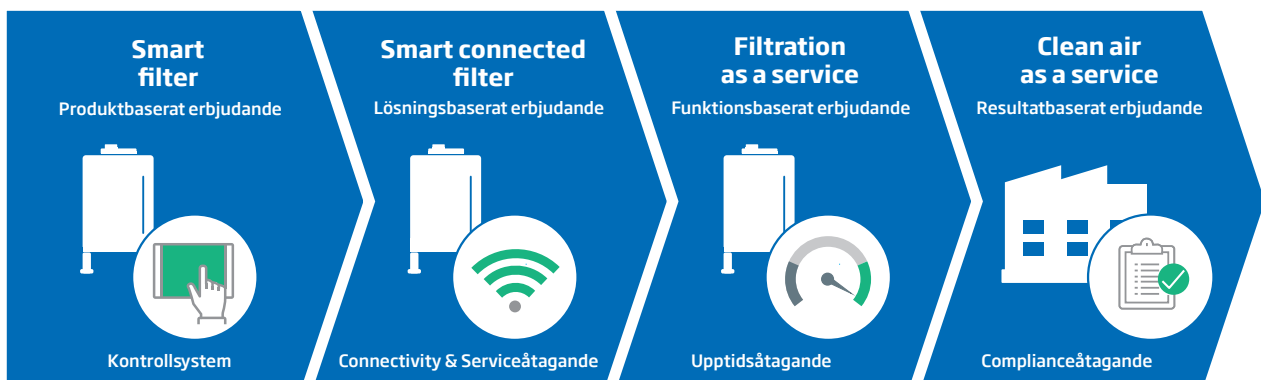 Smart
filter
Produktbaserat erbjudande
Kontrollsystem
Smart connected
filter
Lösningsbaserat erbjudande
Connectivity & Serviceåtagande
Filtration
as a service
Funktionsbaserat erbjudande
Upptidsåtagande
Clean air
as a service
Resultatbaserat erbjudande
Complianceåtagande